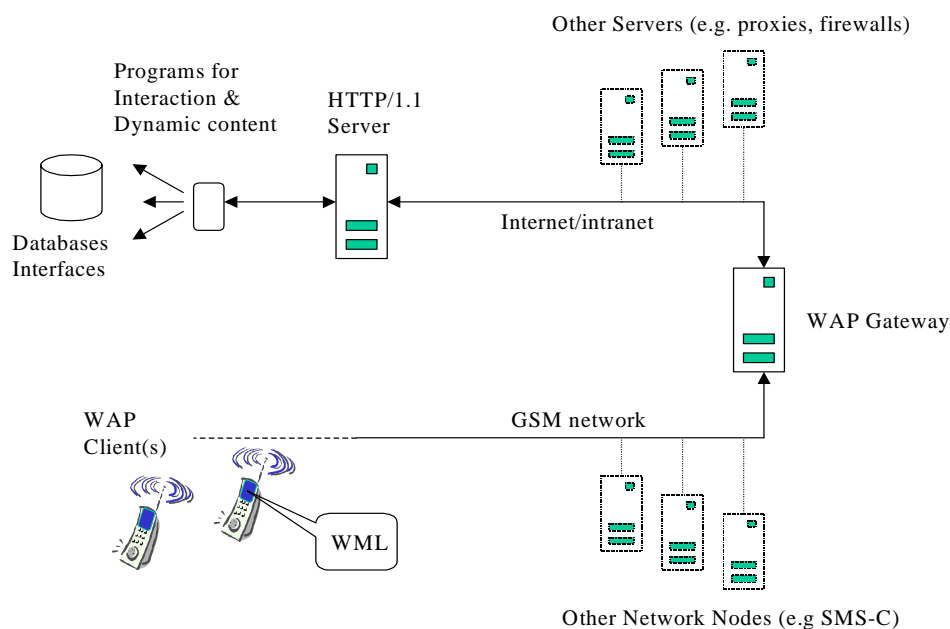 Other Servers (e.g. proxies, firewalls)
Programs for
Interaction &
Dynamic content
HTTP/1.1
Server
Internet/intranet
Databases
Interfaces
WAP Gateway
GSM network
WAP
Client(s)
WML
Other Network Nodes (e.g SMS-C)